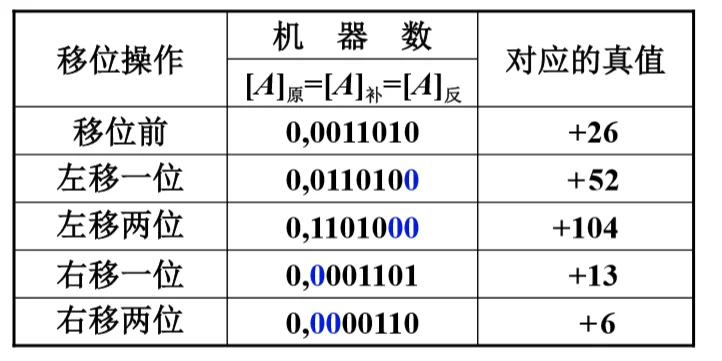 移位操作 机 器 数 对应的真值
[A]原=[A]补=[A]反
移位前 0,0011010 +26
左移一位 0,0110100 +52
左移两位 0,1101000 +104
右移一位 0,0001101 +13
右移两位 0,0000110 +6